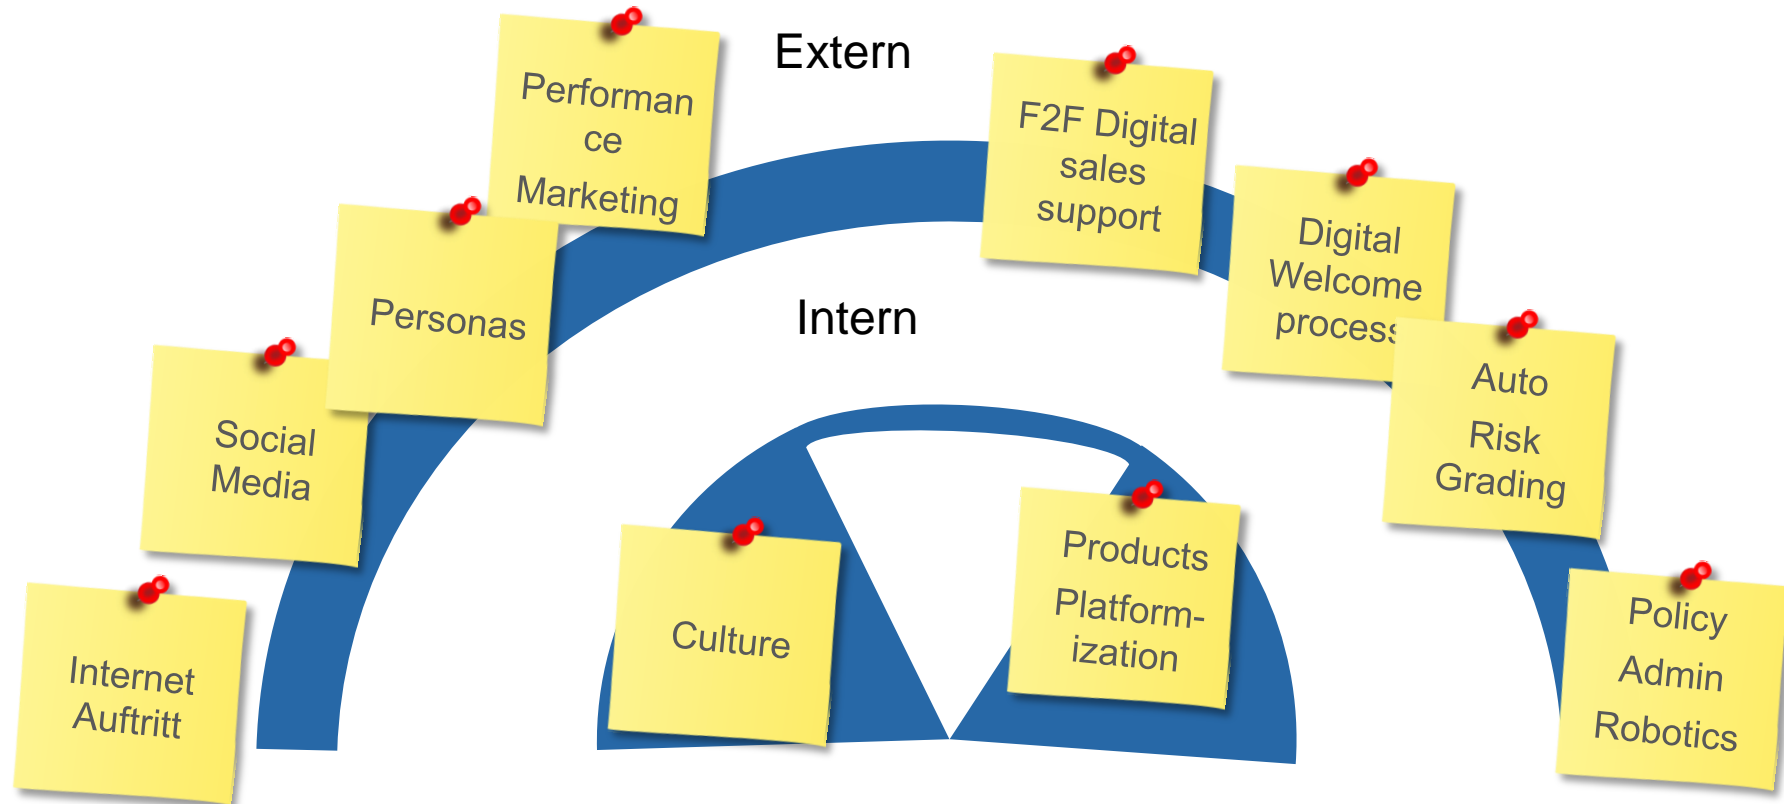 Extern
Performan
ce
Marketing
F2F Digital
sales
support
Digital
Welcome
process
Personas
Intern
Auto
Risk
Grading
Social
Media
Products
Platform-
ization
Culture
Internet
Auftritt
Policy
Admin
Robotics